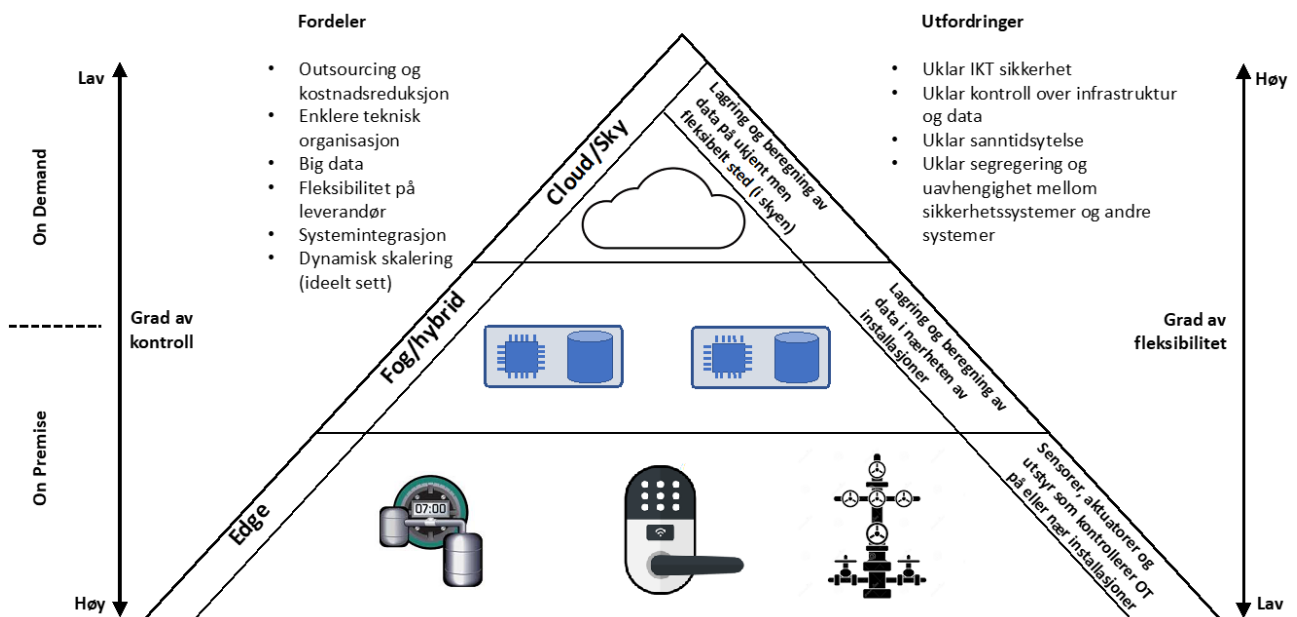 Fordeler
Utfordringer
Lav
Høy
• Outsourcing og
kostnadsreduksjon
• Enklere teknisk
organisasjon
• Big data
• Fleksibilitet på
leverandør
• Systemintegrasjon
• Dynamisk skalering
(ideelt sett)
• Uklar IKT sikkerhet
• Uklar kontroll over infrastruktur
og data
• Uklar sanntidsytelse
• Uklar segregering og
uavhengighet mellom
sikkerhetssystemer og andre
systemer
On Demand
On Premise
Grad av
kontroll
Grad av
fleksibilitet
Cloud/Sky
Lagring og beregning av
data på ukjent men
fleksibelt sted (i skyen)
Fog/hybrid
Lagring og beregning av
data i nærheten av
installasjoner
Edge
07:00
Sensorer, aktuatorer og
utstyr som kontrollerer OT
på eller nær installasjoner
Høy
Lav